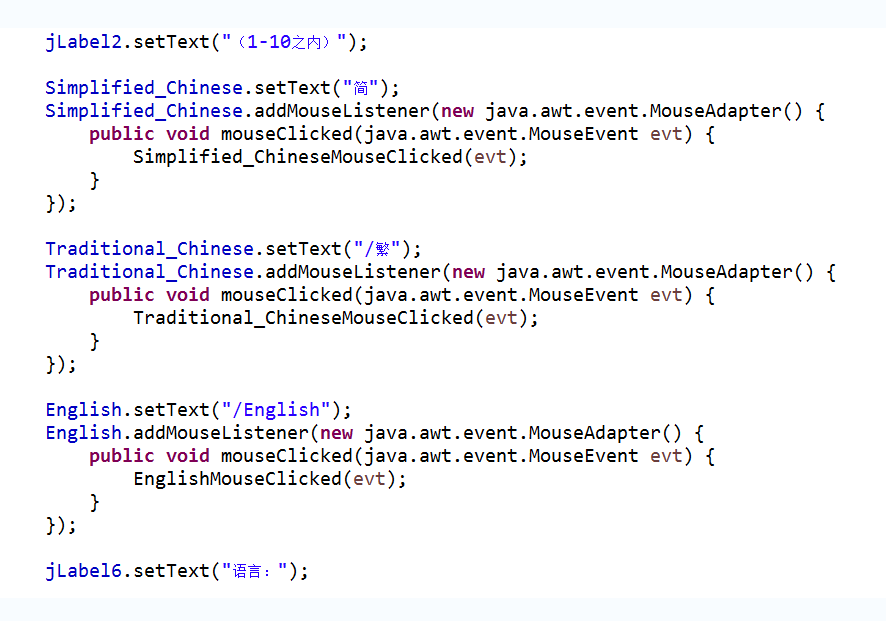 jLabel2.setText("（1-10之内）");
Simplified_Chinese.setText("简");
Simplified_Chinese.addMouseListener(new java.awt.event.MouseAdapter() {
    public void mouseClicked(java.awt.event.MouseEvent evt) {
        Simplified_ChineseMouseClicked(evt);
    }
});
Traditional_Chinese.setText("/繁");
Traditional_Chinese.addMouseListener(new java.awt.event.MouseAdapter() {
    public void mouseClicked(java.awt.event.MouseEvent evt) {
        Traditional_ChineseMouseClicked(evt);
    }
});
English.setText("/English");
English.addMouseListener(new java.awt.event.MouseAdapter() {
    public void mouseClicked(java.awt.event.MouseEvent evt) {
        EnglishMouseClicked(evt);
    }
});
jLabel6.setText("语言：");